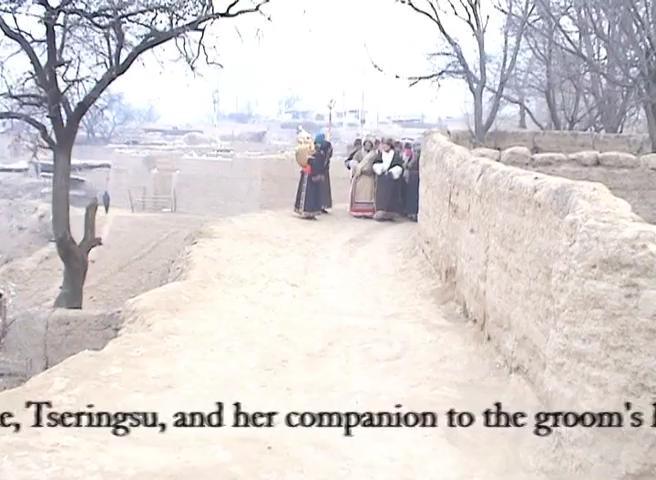 e, Tseringsu, and her companion to the groom's